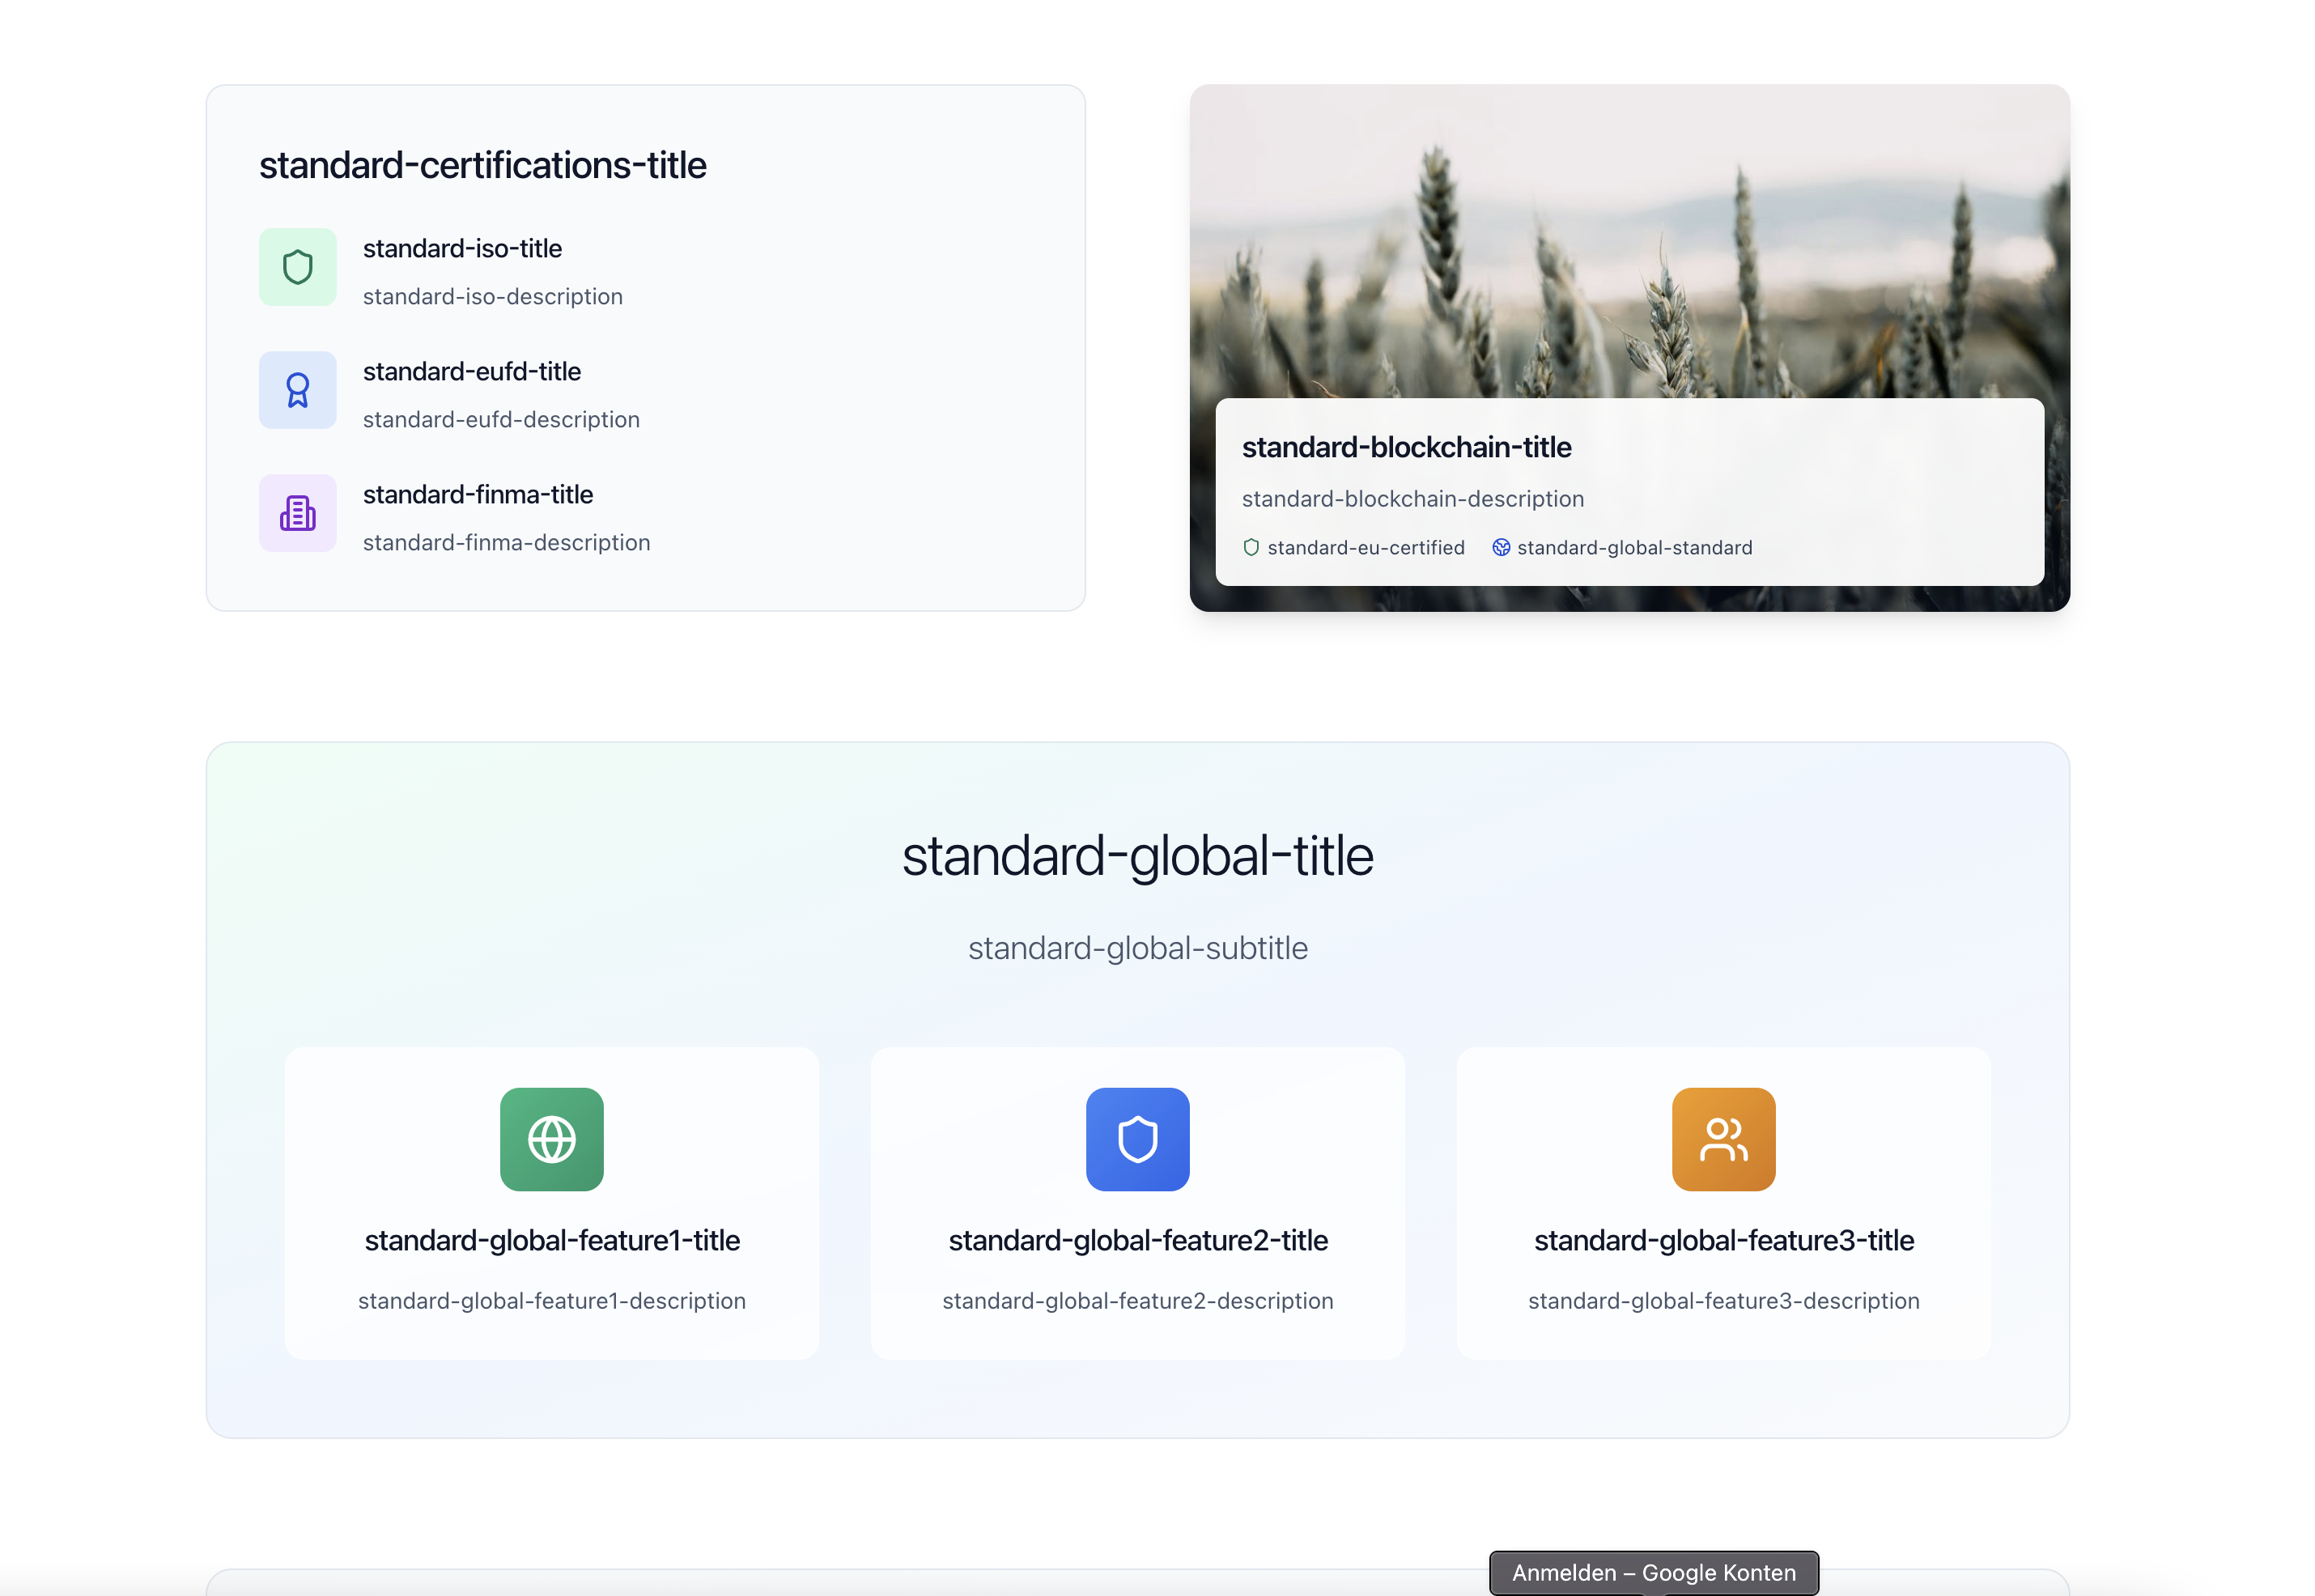 standard-certifications-title
standard-iso-title
standard-iso-description
standard-eufd-title
standard-eufd-description
standard-finma-title
standard-finma-description
standard-blockchain-title
standard-blockchain-description
standard-eu-certified standard-global-standard
standard-global-title
standard-global-subtitle
standard-global-feature1-title
standard-global-feature1-description
standard-global-feature2-title
standard-global-feature2-description
standard-global-feature3-title
standard-global-feature3-description
Anmelden – Google Konten